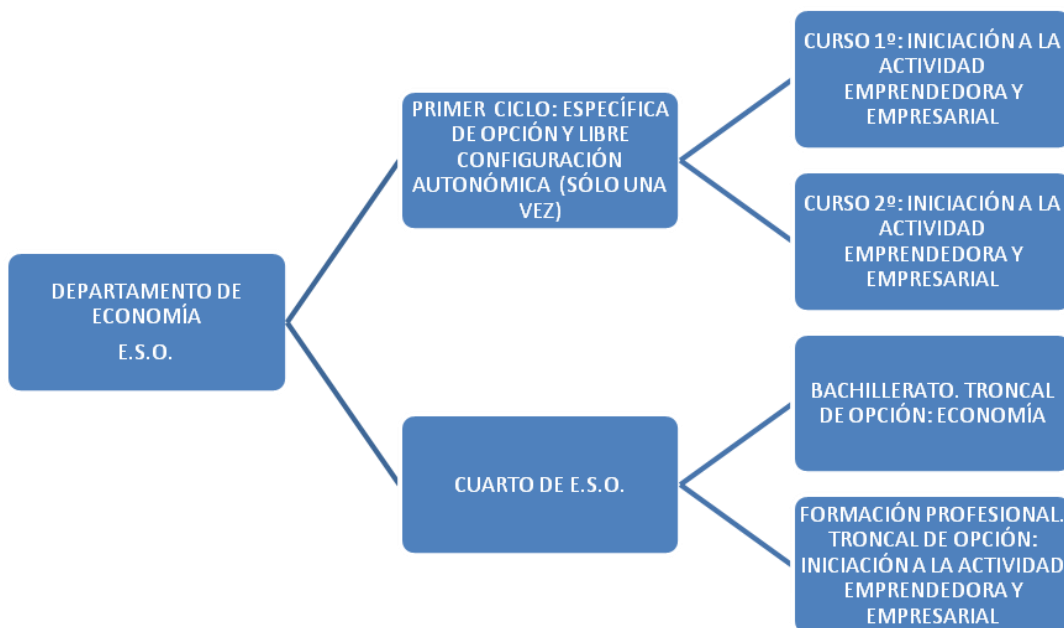 DEPARTAMENTO DE
ECONOMÍA
E.S.O.
PRIMER CICLO: ESPECÍFICA
DE OPCIÓN Y LIBRE
CONFIGURACIÓN
AUTONÓMICA (SÓLO UNA
VEZ)
CURSO 1º: INICIACIÓN A LA
ACTIVIDAD
EMPRENDEDORA Y
EMPRESARIAL
CURSO 2º: INICIACIÓN A LA
ACTIVIDAD
EMPRENDEDORA Y
EMPRESARIAL
CUARTO DE E.S.O.
BACHILLERATO. TRONCAL
DE OPCIÓN: ECONOMÍA
FORMACIÓN PROFESIONAL.
TRONCAL DE OPCIÓN:
INICIACIÓN A LA ACTIVIDAD
EMPRENDEDORA Y
EMPRESARIAL